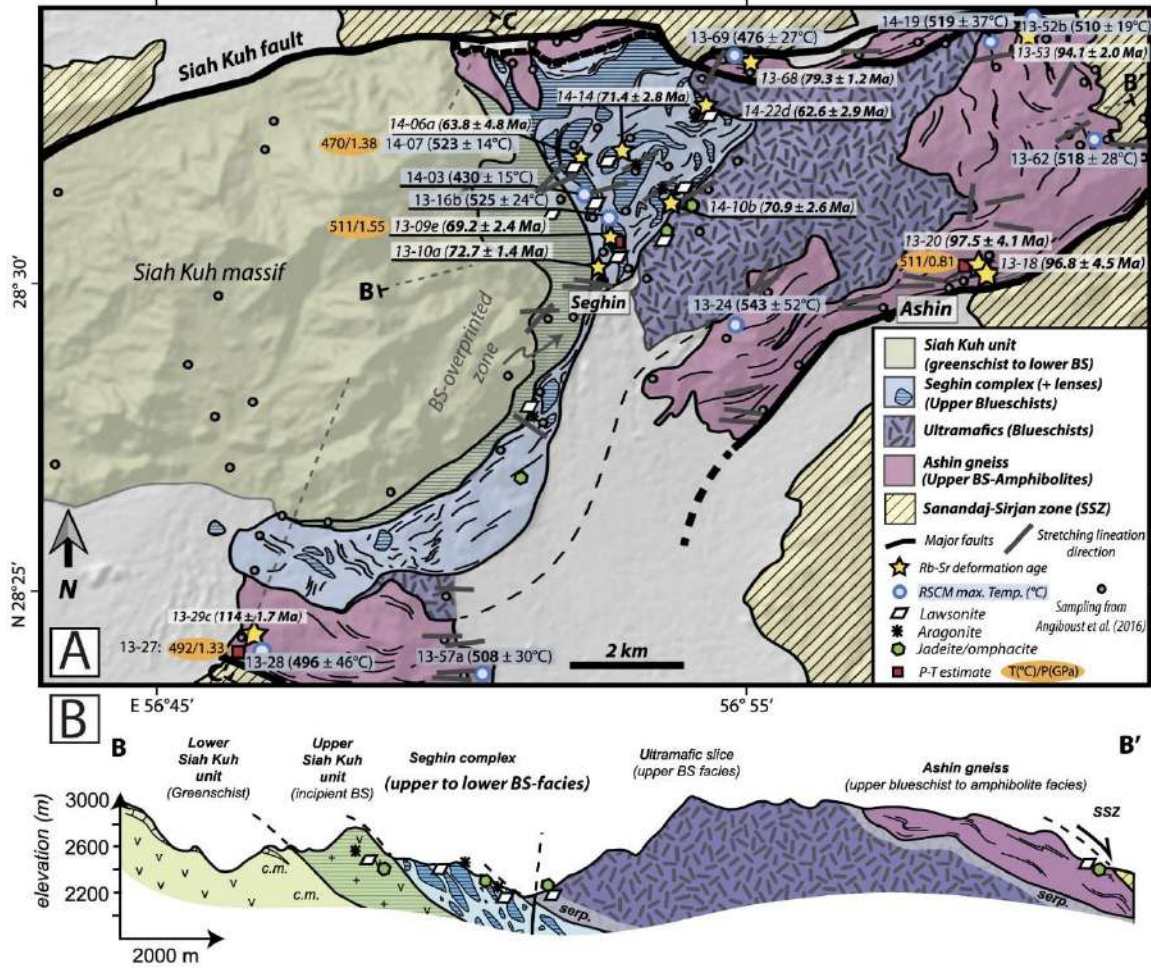 C
Siah Kuh fault
13-69 (476 ± 27°C)
14-19 (519 ± 37°C)
13-52b (510 ± 19°C)
13-53 (94.1 ± 2.0 Ma)
B'
13-68 (79.3 ± 1.2 Ma)
14-14 (71.4 ± 2.8 Ma)
14-22d (62.6 ± 2.9 Ma)
14-06a (63.8 ± 4.8 Ma)
470/1.38 14-07 (523 ± 14°C)
13-62 (518 ± 28°C)
14-03 (430 ± 15°C)
13-16b (525 ± 24°C)
14-10b (70.9 ± 2.6 Ma)
511/1.55 13-09e (69.2 ± 2.4 Ma)
13-10a (72.7 ± 1.4 Ma)
13-20 (97.5 ± 4.1 Ma)
511/0.81
13-18 (96.8 ± 4.5 Ma)
Siah Kuh massif
B
Seghin
13-24 (543 ± 52°C)
Ashin
28° 30'
BS-overprinted
zone
Siah Kuh unit
(greenschist to lower BS)
Seghin complex (+ lenses)
(Upper Blueschists)
Ultramafics (Blueschists)
Ashin gneiss
(Upper BS-Amphibolites)
Sanandaj-Sirjan zone (SSZ)
Major faults
Stretching lineation
direction
Rb-Sr deformation age
RSCM max. Temp. (°C)
Lawsonite
Aragonite
Jadeite/omphacite
Sampling from
Angiboust et al. (2016)
P-T estimate T(°C)/P(GPa)
N
N 28°25'
13-29c (114 ± 1.7 Ma)
13-27: 492/1.33
13-28 (496 ± 46°C)
13-57a (508 ± 30°C)
2 km
A
E 56°45'
56°55'
B
B
B'
Lower
Siah Kuh
unit
(Greenschist)
Upper
Siah Kuh
unit
(incipient BS)
Seghin complex
(upper to lower BS-facies)
Ultramafic slice
(upper BS facies)
Ashin gneiss
(upper blueschist to amphibolite facies)
SSZ
elevation (m)
3000
2600
2200
c.m.
c.m.
serp.
serp.
2000 m